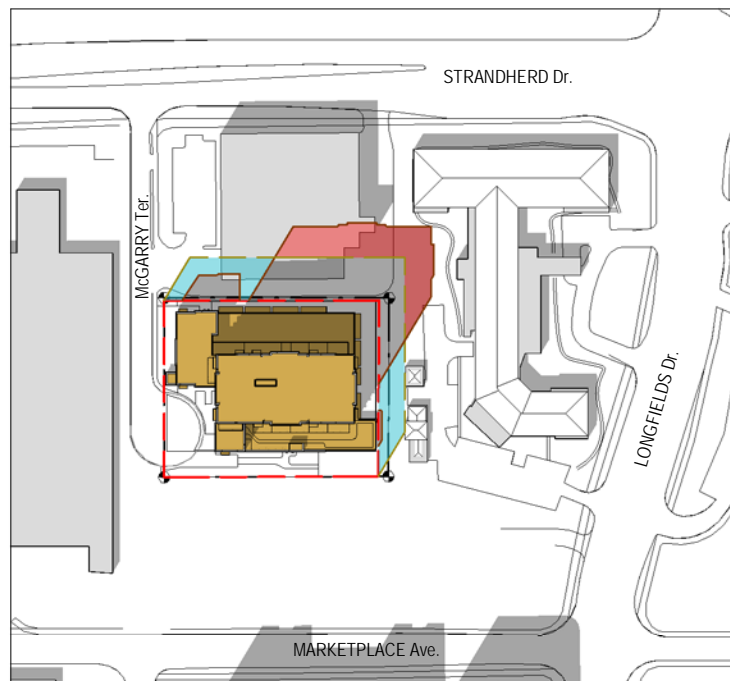 STRANDHERD Dr.
McGARRY Ter.
LONGFIELDS Dr.
MARKETPLACE Ave.